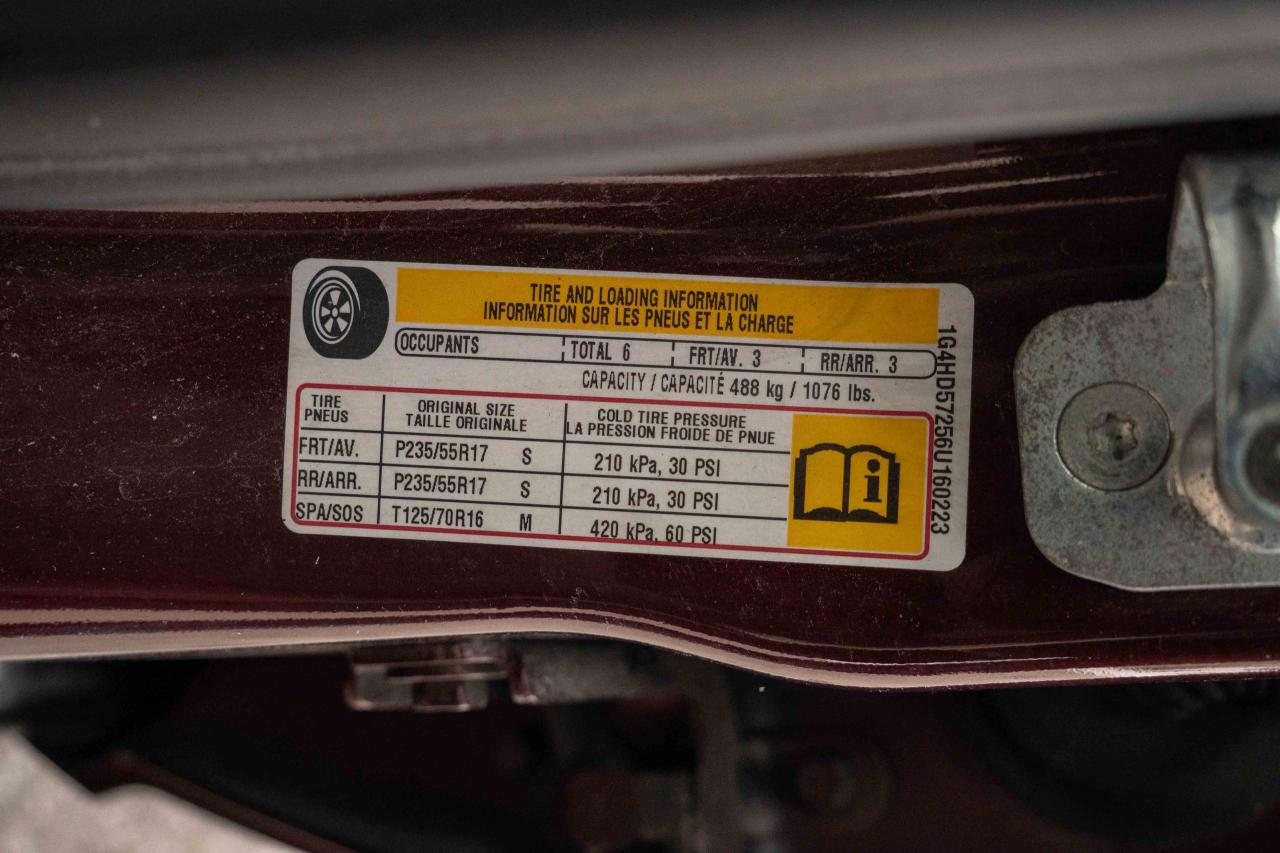 TIRE AND LOADING INFORMATION
INFORMATION SUR LES PNEUS ET LA CHARGE
OCCUPANTS TOTAL 6 FRT/AV. 3 RR/ARR. 3
CAPACITY / CAPACITÉ 488 kg / 1076 lbs.
TIRE
PNEUS
ORIGINAL SIZE
TAILLE ORIGINALE
COLD TIRE PRESSURE
LA PRESSION FROIDE DE PNUE
FRT/AV. P235/55R17 S 210 kPa, 30 PSI
RR/ARR. P235/55R17 S 210 kPa, 30 PSI
SPA/SOS T125/70R16 M 420 kPa, 60 PSI
i
1G4HD57256U160223